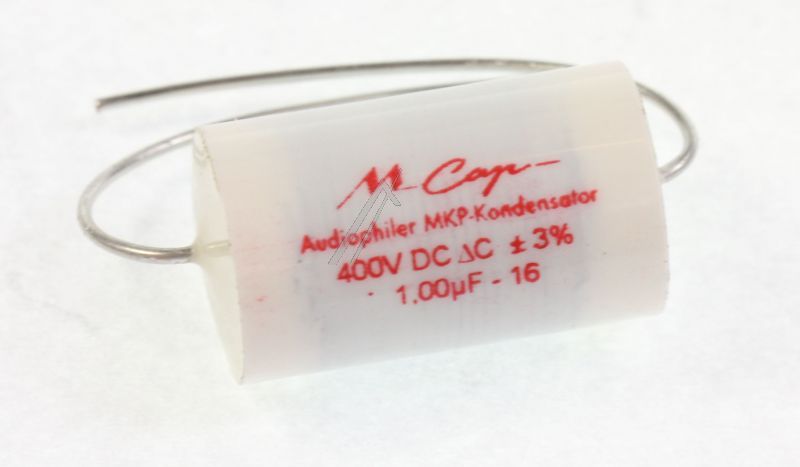 M-Cap-
Audiophiler MKP-Kondensator
400V DC ΔC ± 3%
1,00µF - 16